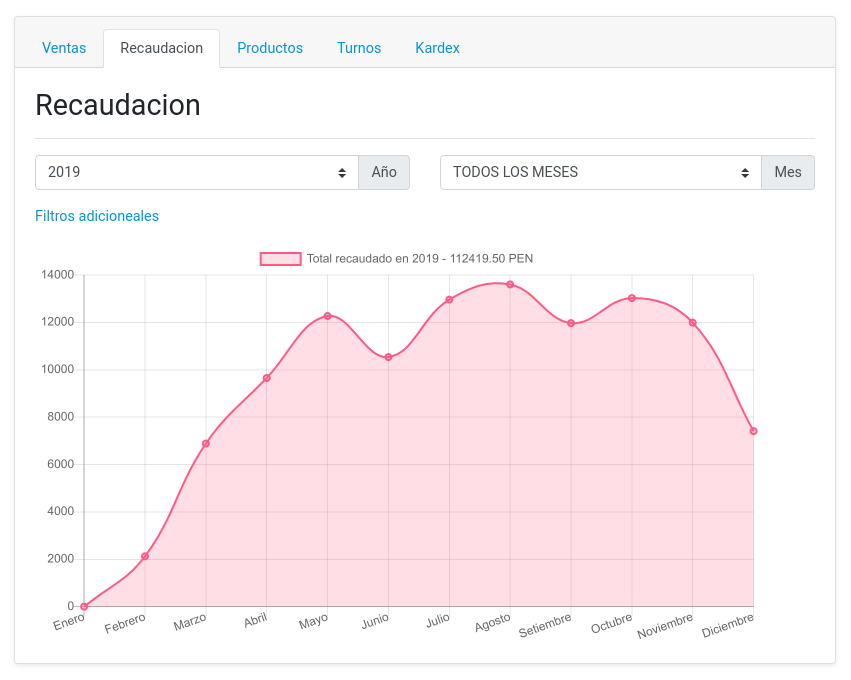 Ventas Recaudacion Productos Turnos Kardex
Recaudacion
2019 Año TODOS LOS MESES Mes
Filtros adicioneales
Total recaudado en 2019 - 112419.50 PEN
14000
12000
10000
8000
6000
4000
2000
0
Enero Febrero Marzo Abril Mayo Junio Julio Agosto Setiembre Octubre Noviembre Diciembre